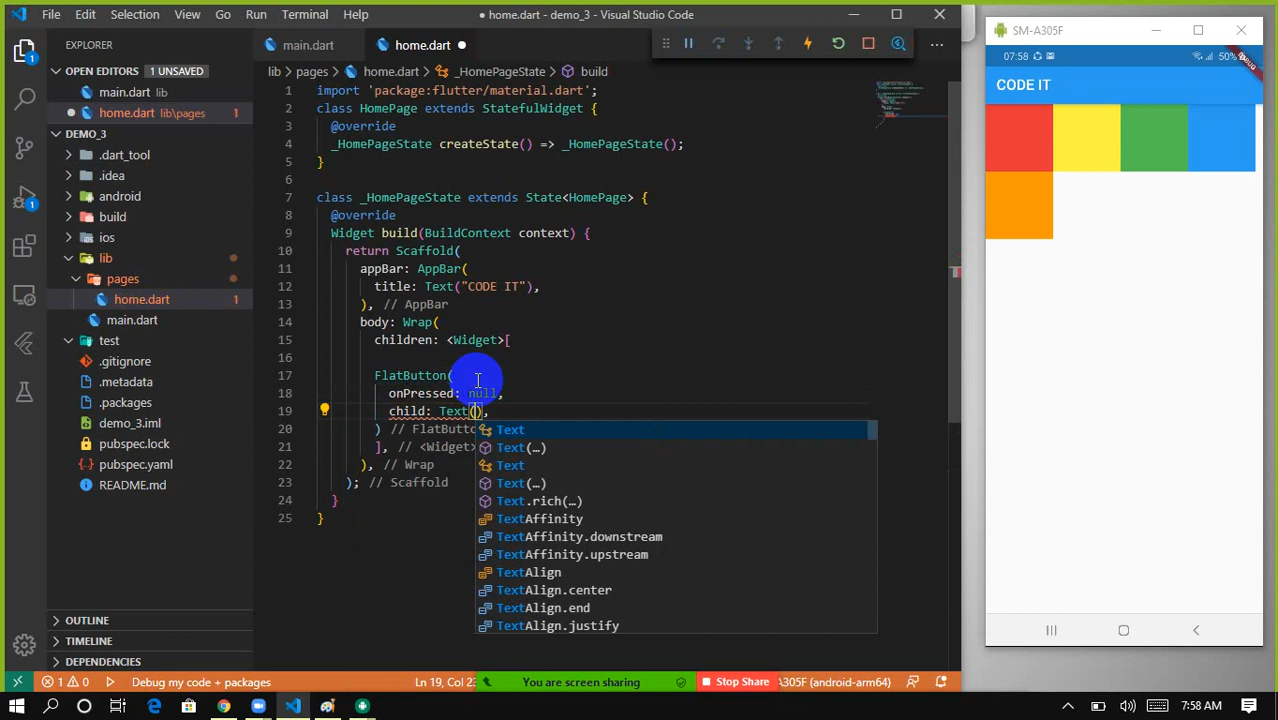 File Edit Selection View Go Run Terminal Help
● home.dart - demo_3 - Visual Studio Code
EXPLORER
OPEN EDITORS 1 UNSAVED
main.dart lib
home.dart lib\pages 1
DEMO_3
.dart_tool
.idea
android
build
ios
lib
pages
home.dart 1
main.dart
test
.gitignore
.metadata
.packages
demo_3.iml
pubspec.lock
pubspec.yaml
README.md
OUTLINE
TIMELINE
DEPENDENCIES
1
1
main.dart home.dart ●
lib > pages > home.dart > _HomePageState > build
1 import 'package:flutter/material.dart';
2 class HomePage extends StatefulWidget {
3 @override
4 _HomePageState createState() => _HomePageState();
5 }
6
7 class _HomePageState extends State<HomePage> {
8 @override
9 Widget build(BuildContext context) {
10 return Scaffold(
11 appBar: AppBar(
12 title: Text("CODE IT"),
13 ), // AppBar
14 body: Wrap(
15 children: <Widget>[
16
17 FlatButton(
18 onPressed: null,
19 child: Text(),
20 ) // FlatButto
21 ], // <Widget>
22 ), // Wrap
23 ); // Scaffold
24 }
25 }
Text
Text(…)
Text
Text(…)
Text.rich(…)
TextAffinity
TextAffinity.downstream
TextAffinity.upstream
TextAlign
TextAlign.center
TextAlign.end
TextAlign.justify
SM-A305F
07:58 50%
DEBUG
CODE IT
1 0 Debug my code + packages Ln 19, Col 23 You are screen sharing Stop Share A305F (android-arm64)
7:58 AM